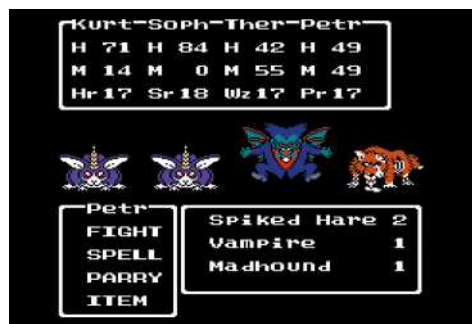 Kurt Soph Ther Petr
H 71 H 84 H 42 H 49
M 14 M 0 M 55 M 49
Hr17 Sr18 Wz17 Pr17
Petr
FIGHT
SPELL
PARRY
ITEM
Spiked Hare 2
Vampire 1
Madhound 1